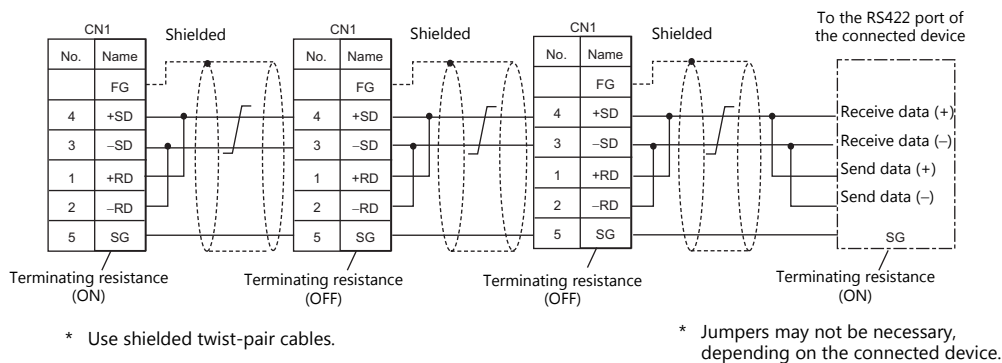 CN1
No. Name
FG
4 +SD
3 −SD
1 +RD
2 −RD
5 SG
Shielded
Terminating resistance
(ON)
CN1
No. Name
FG
4 +SD
3 −SD
1 +RD
2 −RD
5 SG
Shielded
Terminating resistance
(OFF)
CN1
No. Name
FG
4 +SD
3 −SD
1 +RD
2 −RD
5 SG
Shielded
Terminating resistance
(OFF)
To the RS422 port of
the connected device
Receive data (+)
Receive data (−)
Send data (+)
Send data (−)
SG
Terminating resistance
(ON)
* Use shielded twist-pair cables.
* Jumpers may not be necessary,
depending on the connected device.